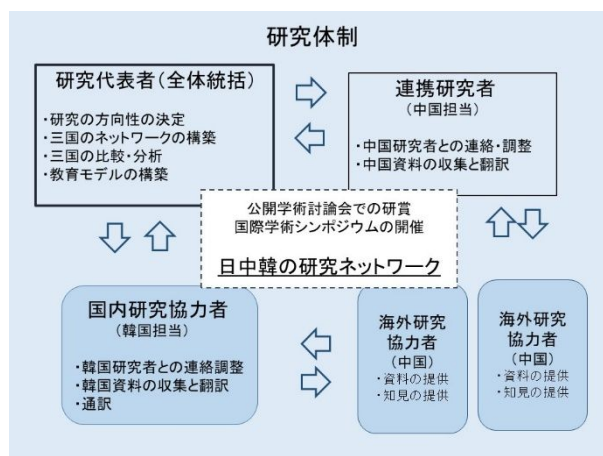 研究体制
研究代表者(全体統括)
・研究の方向性の決定
・三国のネットワークの構築
・三国の比較・分析
・教育モデルの構築
連携研究者
(中国担当)
・中国研究者との連絡・調整
・中国資料の収集と翻訳
公開学術討論会での研賞
国際学術シンポジウムの開催
日中韓の研究ネットワーク
国内研究協力者
(韓国担当)
・韓国研究者との連絡調整
・韓国資料の収集と翻訳
・通訳
海外研究
協力者
(中国)
・資料の提供
・知見の提供
海外研究
協力者
(中国)
・資料の提供
・知見の提供